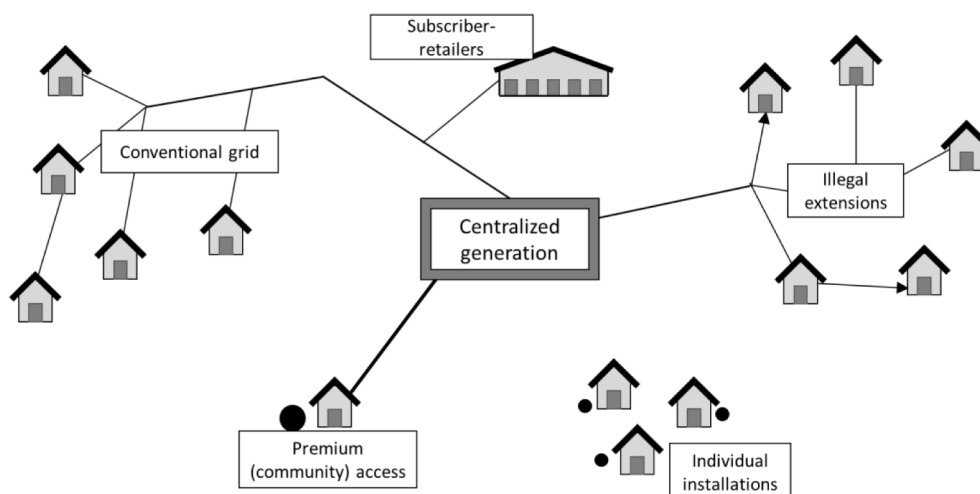 Subscriber-
retailers
Conventional grid
Illegal
extensions
Centralized
generation
Premium
(community) access
Individual
installations